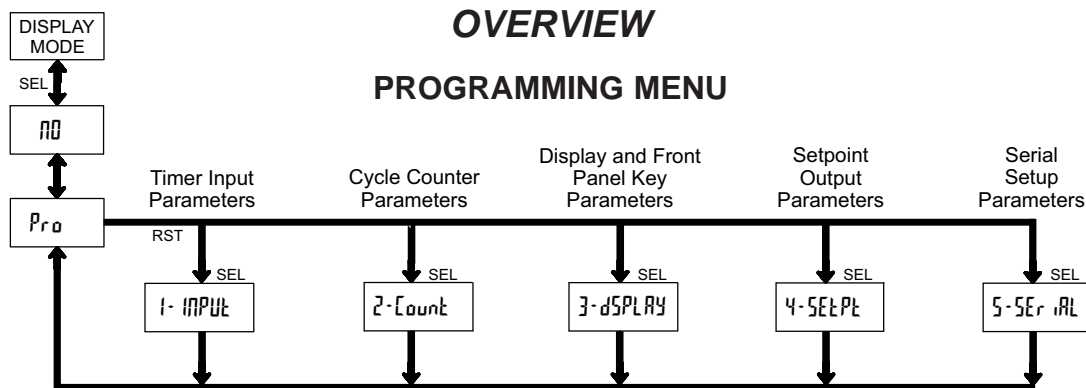 OVERVIEW
PROGRAMMING MENU
DISPLAY
MODE
SEL
NO
Pro
RST
Timer Input
Parameters
Cycle Counter
Parameters
Display and Front
Panel Key
Parameters
Setpoint
Output
Parameters
Serial
Setup
Parameters
SEL
SEL
SEL
SEL
SEL
1-INPUt
2-Count
3-dSPLAY
4-SEtPt
5-SEriAL